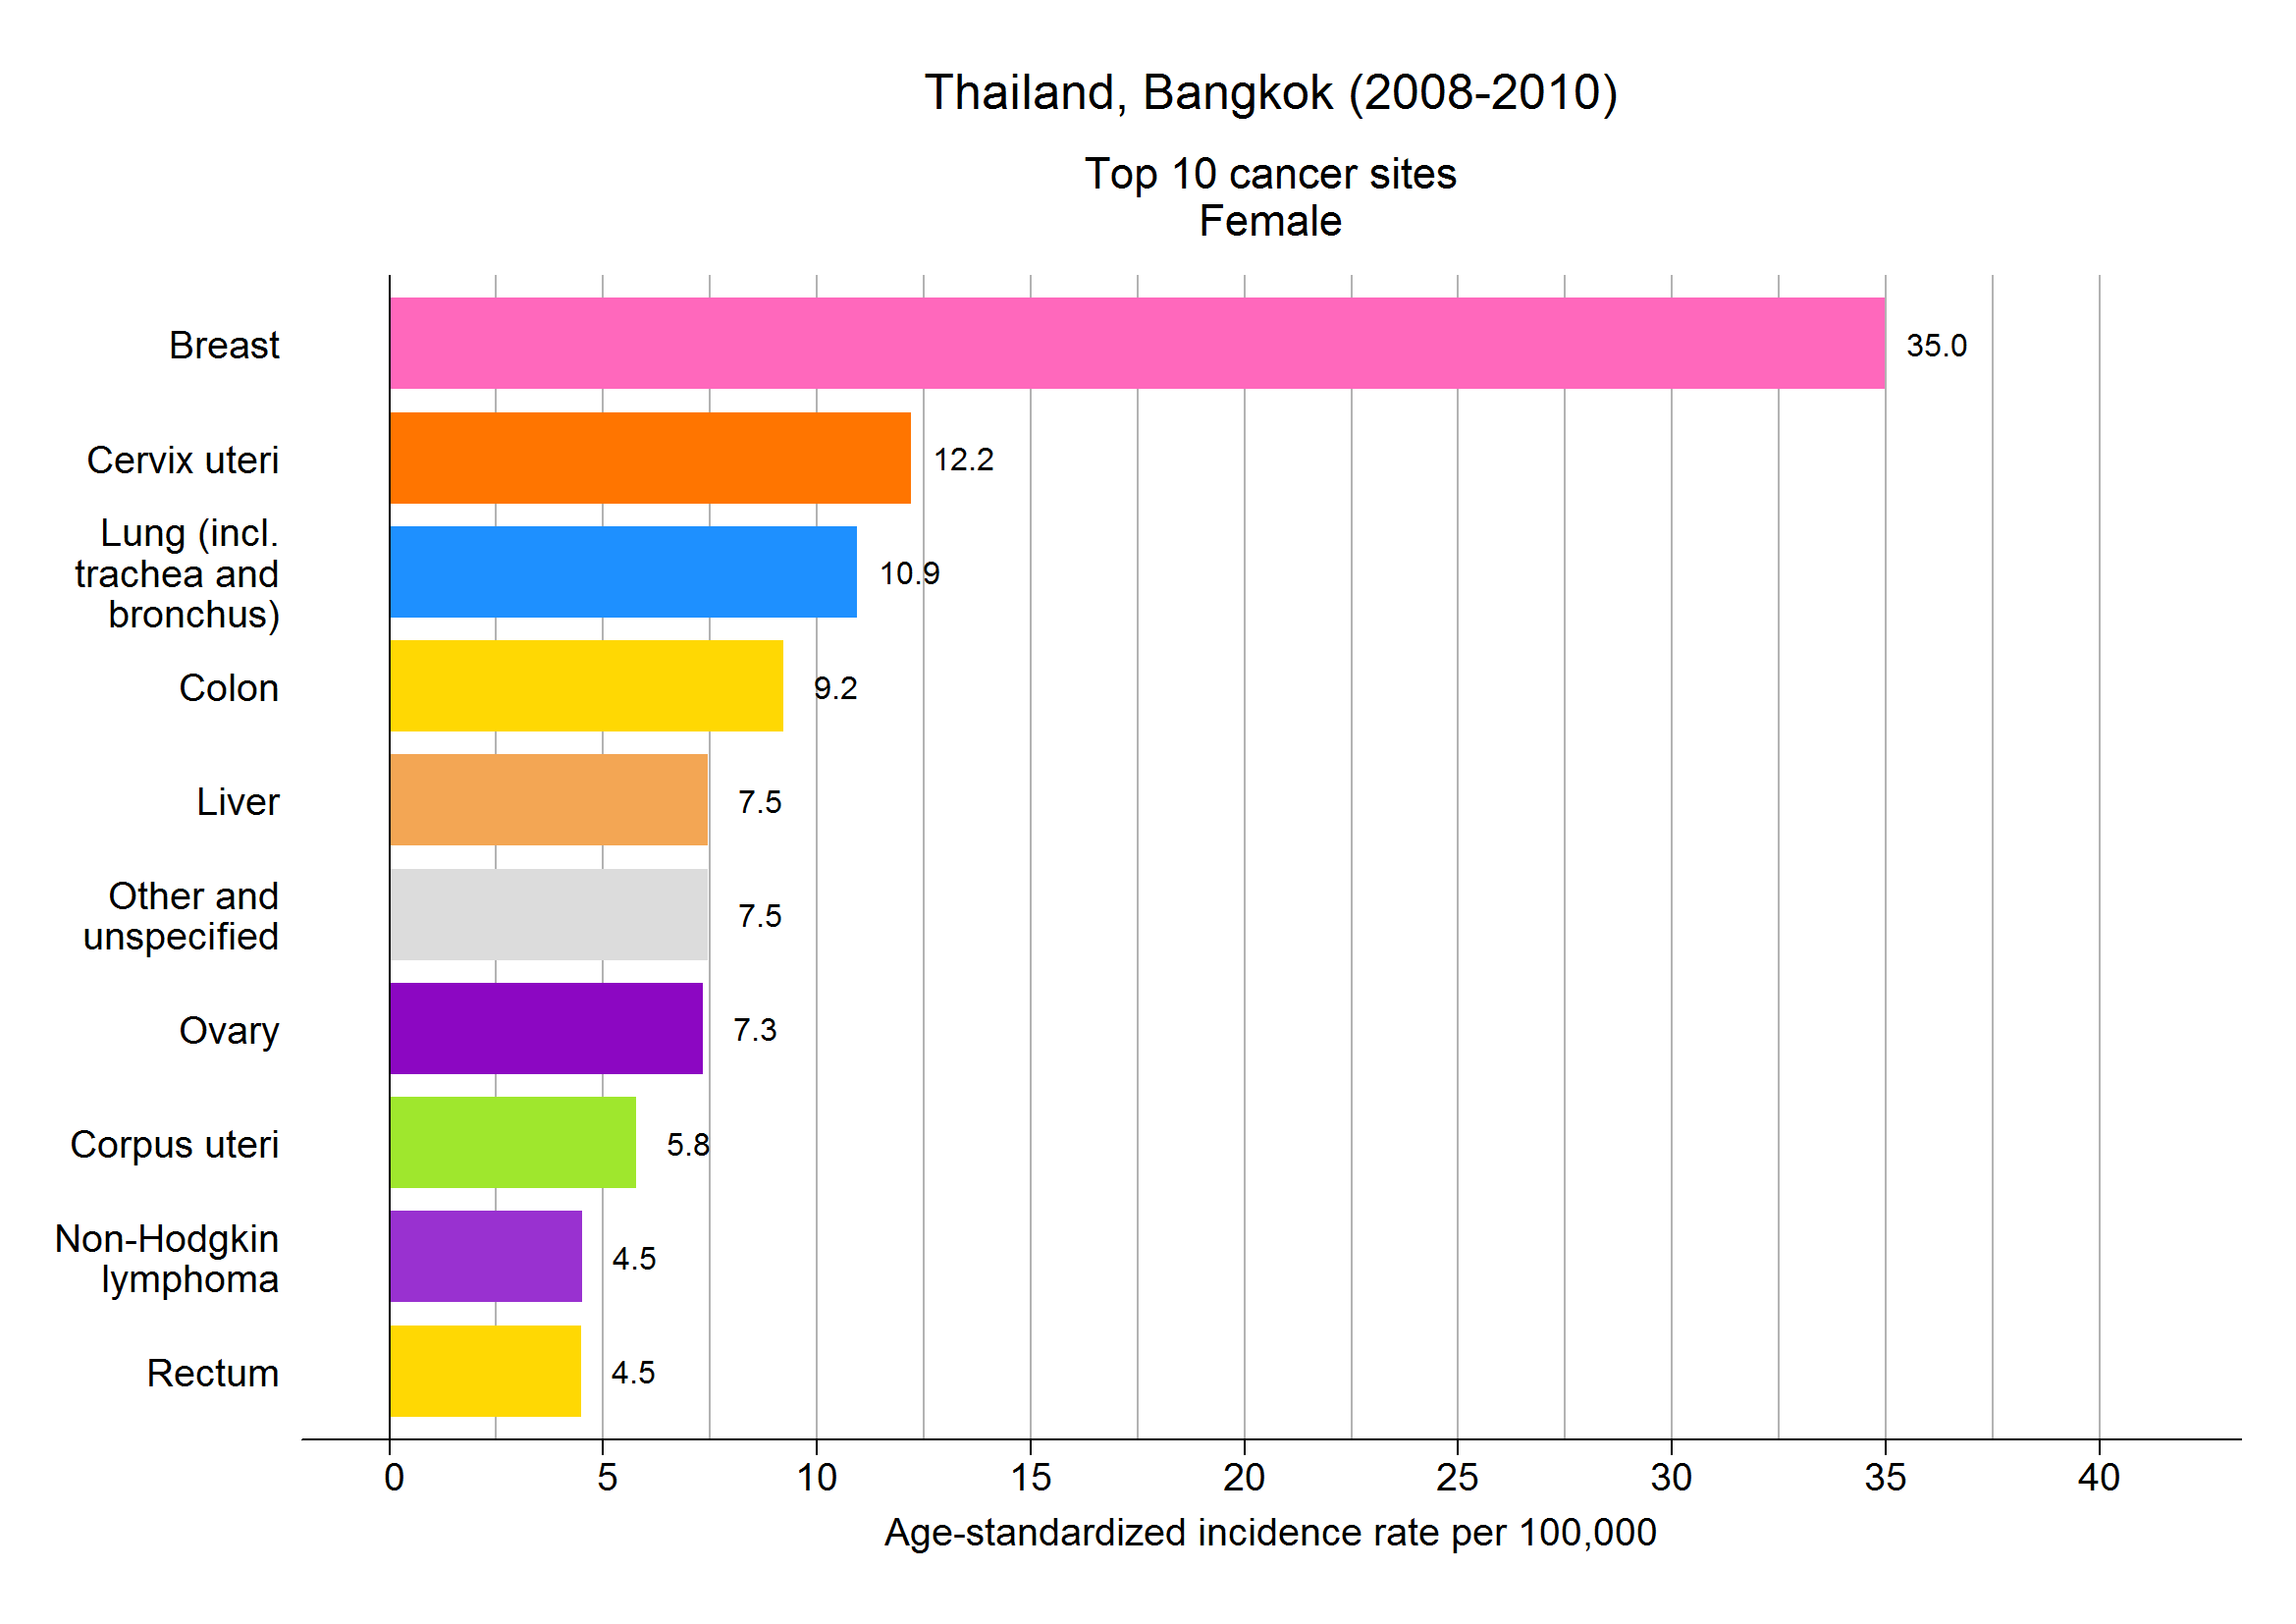 Thailand, Bangkok (2008-2010)
Top 10 cancer sites
Female
Breast
35.0
Cervix uteri
12.2
Lung (incl.
trachea and
bronchus)
10.9
Colon
9.2
Liver
7.5
Other and
unspecified
7.5
Ovary
7.3
Corpus uteri
5.8
Non-Hodgkin
lymphoma
4.5
Rectum
4.5
0 5 10 15 20 25 30 35 40
Age-standardized incidence rate per 100,000